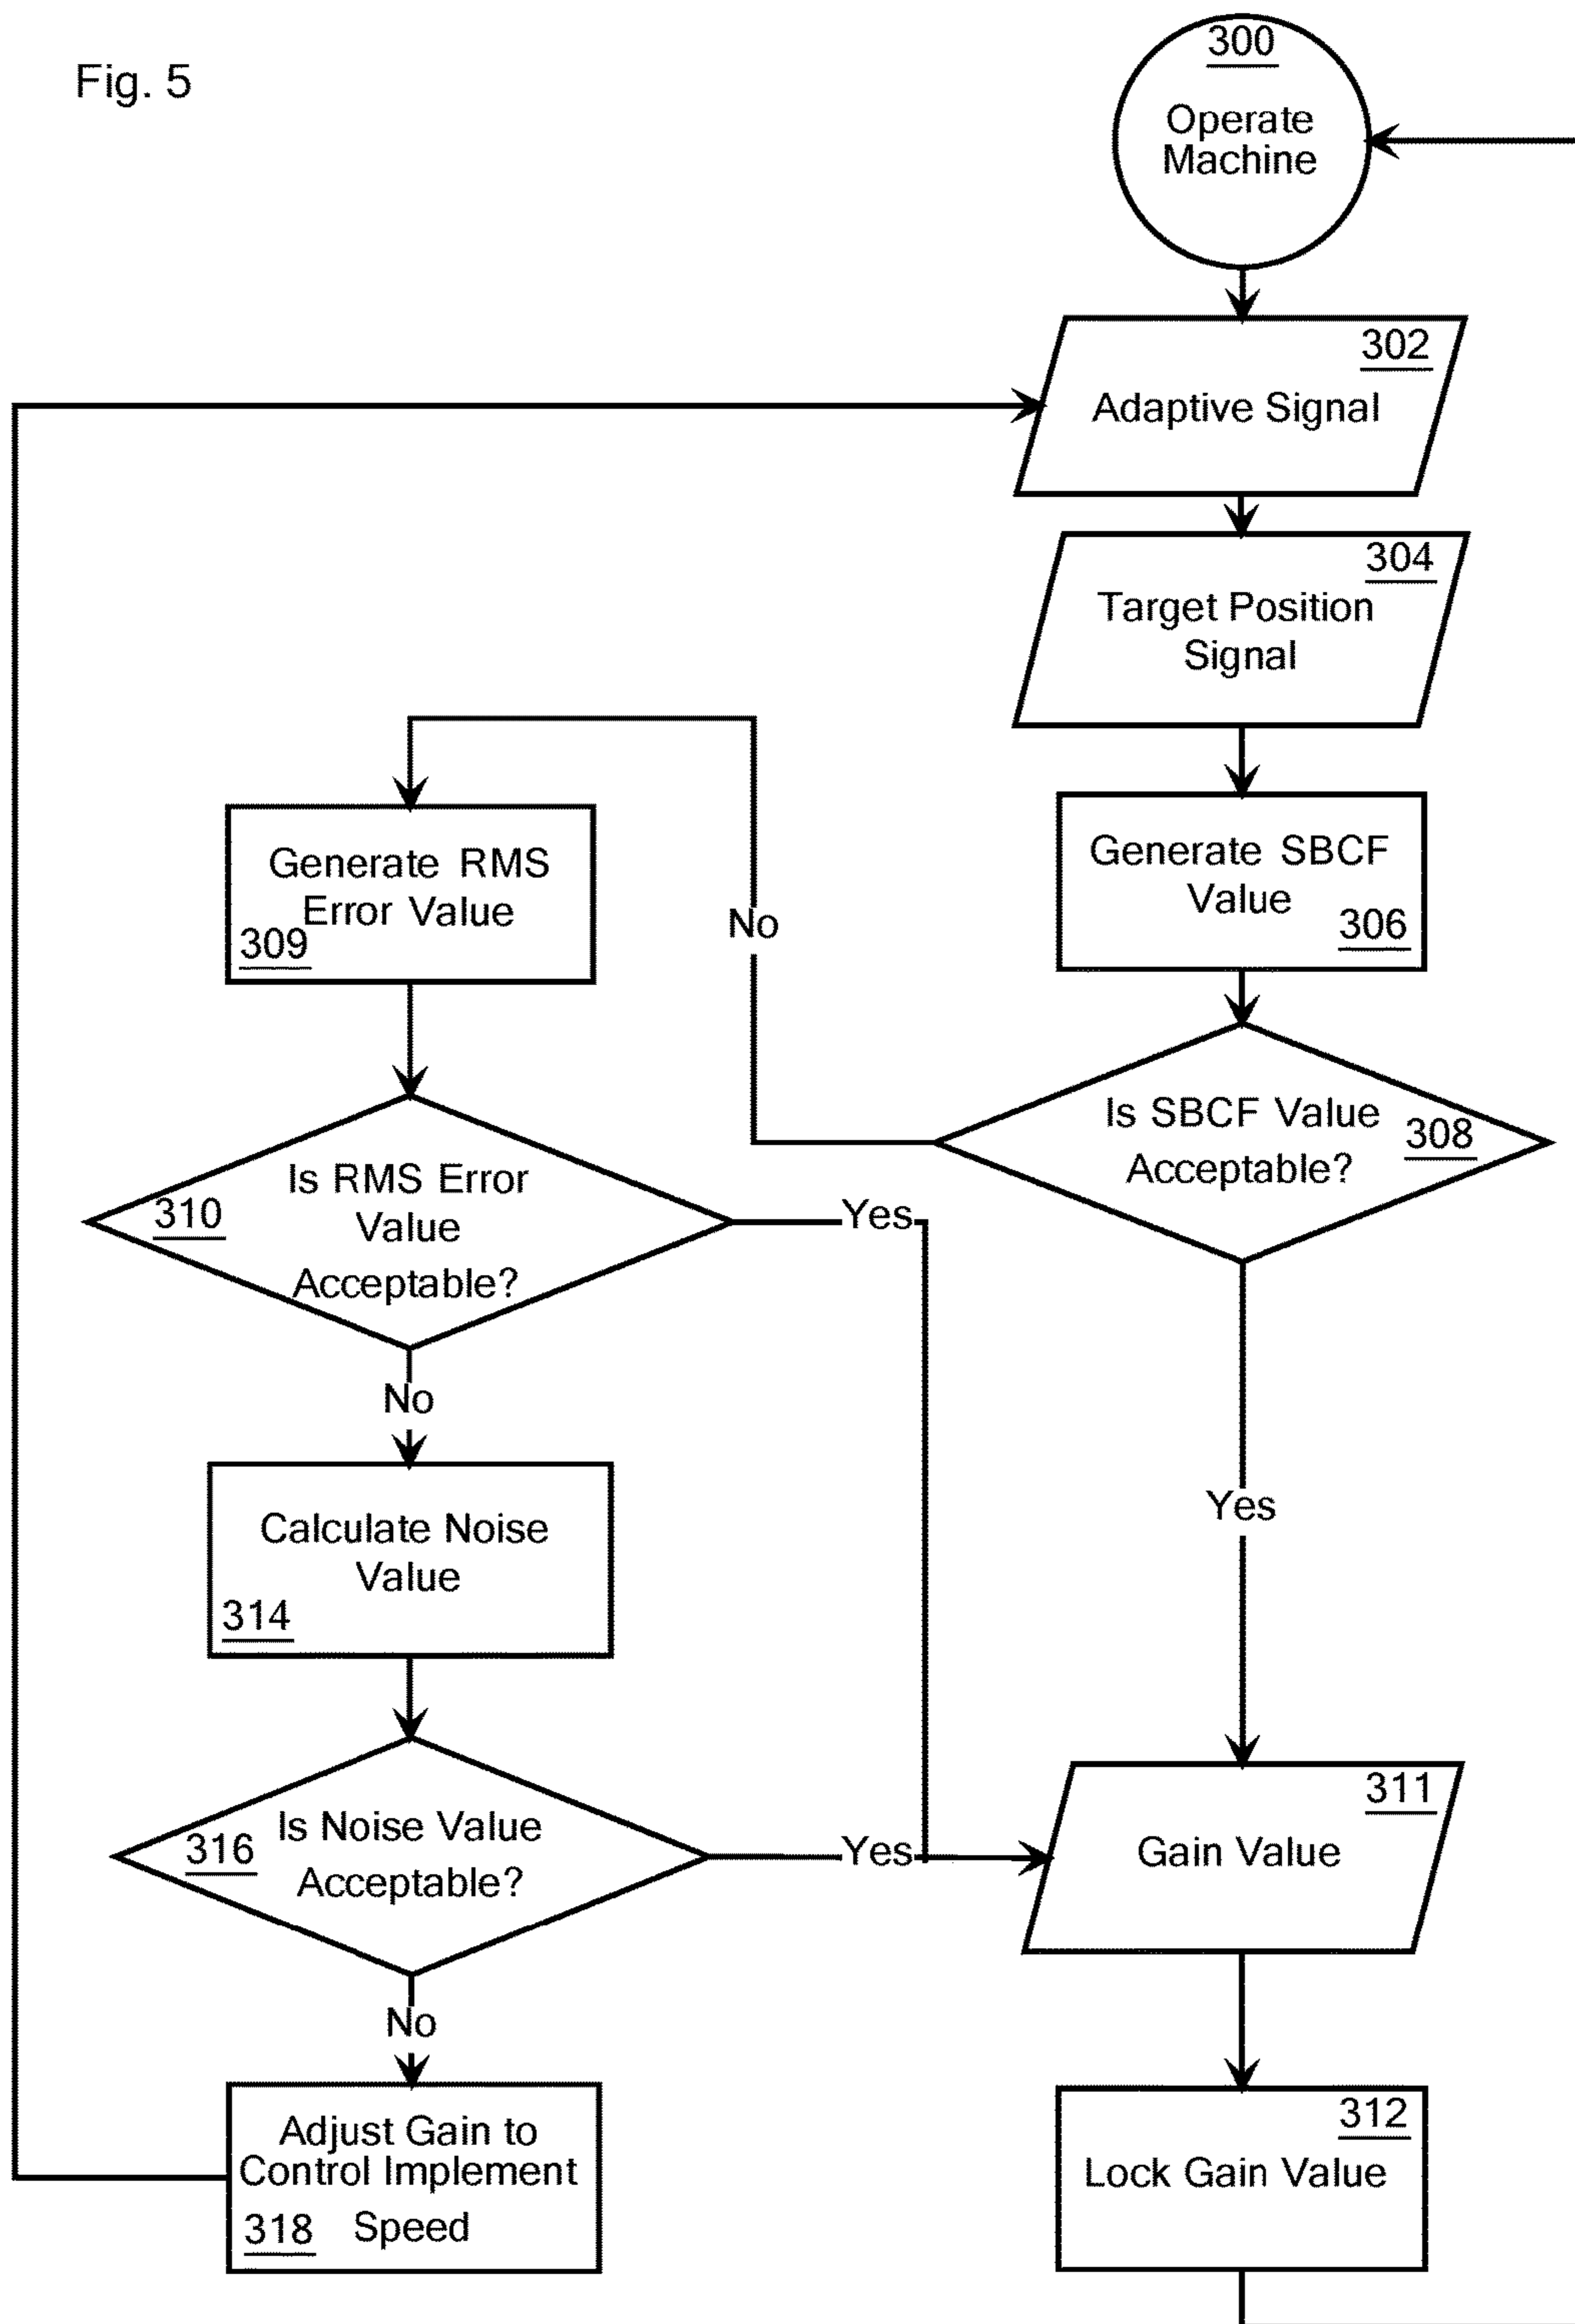 Fig. 5
300
Operate
Machine
302
Adaptive Signal
304
Target Position
Signal
Generate SBCF
Value
306
Is SBCF Value
Acceptable?
308
No
Generate RMS
Error Value
309
Is RMS Error
Value
Acceptable?
310
Yes
No
Calculate Noise
Value
314
Is Noise Value
Acceptable?
316
Yes
No
Adjust Gain to
Control Implement
Speed
318
Yes
311
Gain Value
312
Lock Gain Value